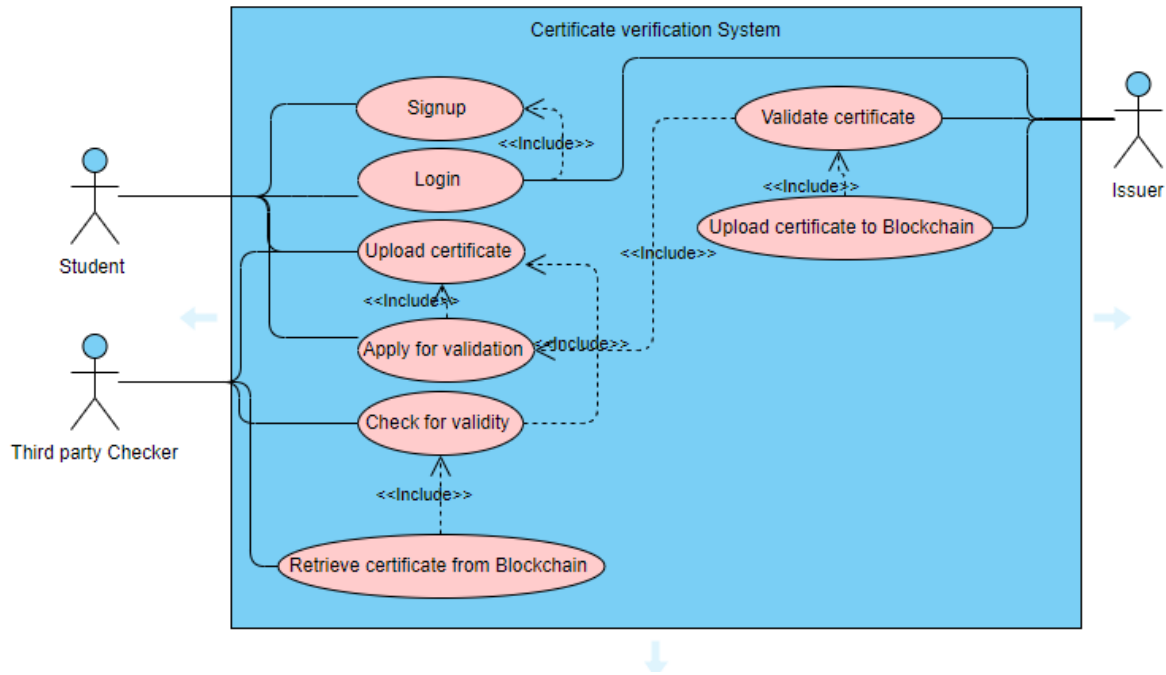 Certificate verification System
Signup
Validate certificate
<<Include>>
Login
Issuer
<<Include>>
Upload certificate to Blockchain
Upload certificate
<<Include>>
Student
<<Include>>
<<Include>>
Apply for validation
Check for validity
Third party Checker
<<Include>>
Retrieve certificate from Blockchain